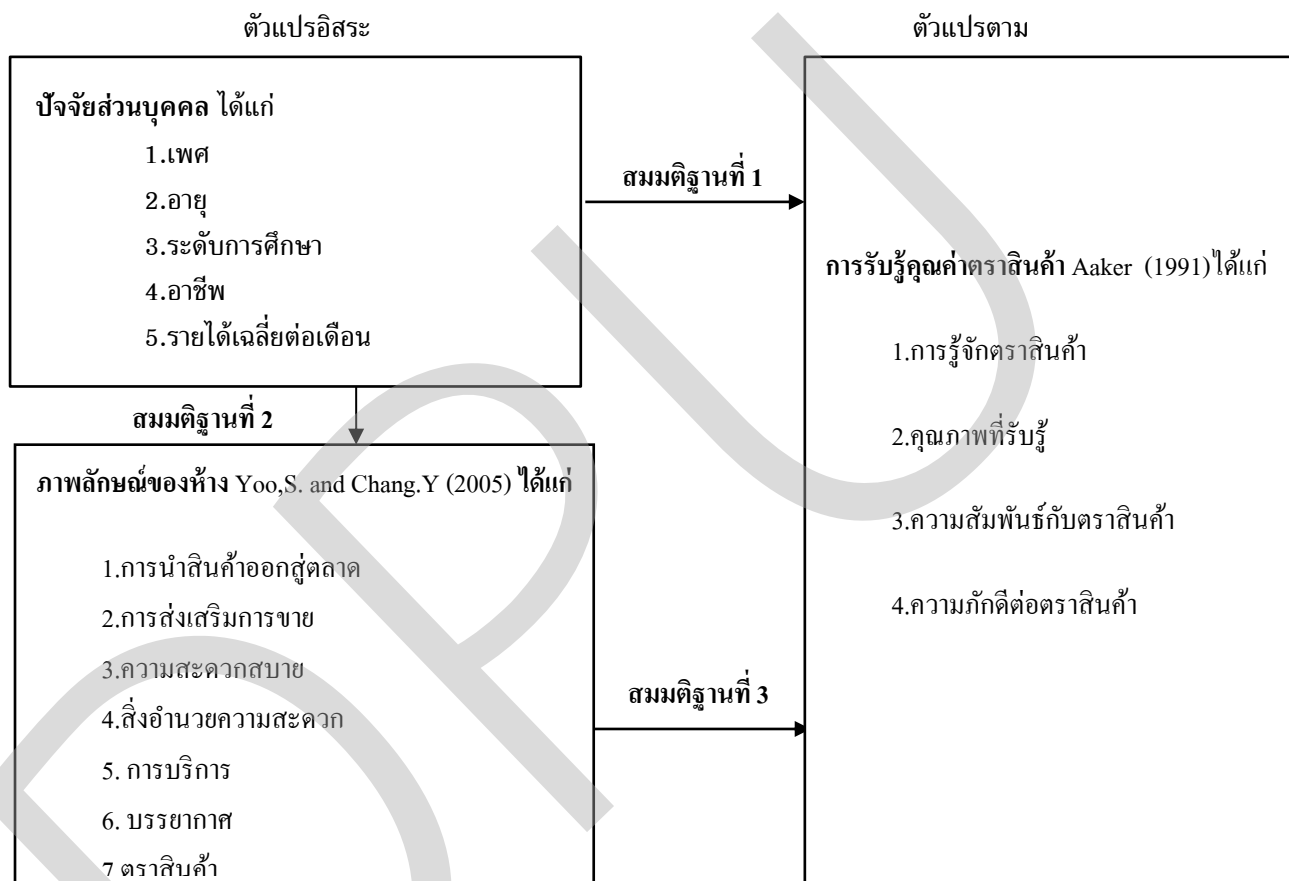 ตัวแปรอิสระ
ตัวแปรตาม
ปัจจัยส่วนบุคคล ได้แก่
1.เพศ
2.อายุ
3.ระดับการศึกษา
4.อาชีพ
5.รายได้เฉลี่ยต่อเดือน
สมมติฐานที่ 1
สมมติฐานที่ 2
ภาพลักษณ์ของห้าง Yoo,S. and Chang.Y (2005) ได้แก่
1.การนำสินค้าออกสู่ตลาด
2.การส่งเสริมการขาย
3.ความสะดวกสบาย
4.สิ่งอำนวยความสะดวก
5. การบริการ
6. บรรยากาศ
7 ตราสินค้า
สมมติฐานที่ 3
การรับรู้คุณค่าตราสินค้า Aaker (1991)ได้แก่
1.การรู้จักตราสินค้า
2.คุณภาพที่รับรู้
3.ความสัมพันธ์กับตราสินค้า
4.ความภักดีต่อตราสินค้า
DPU